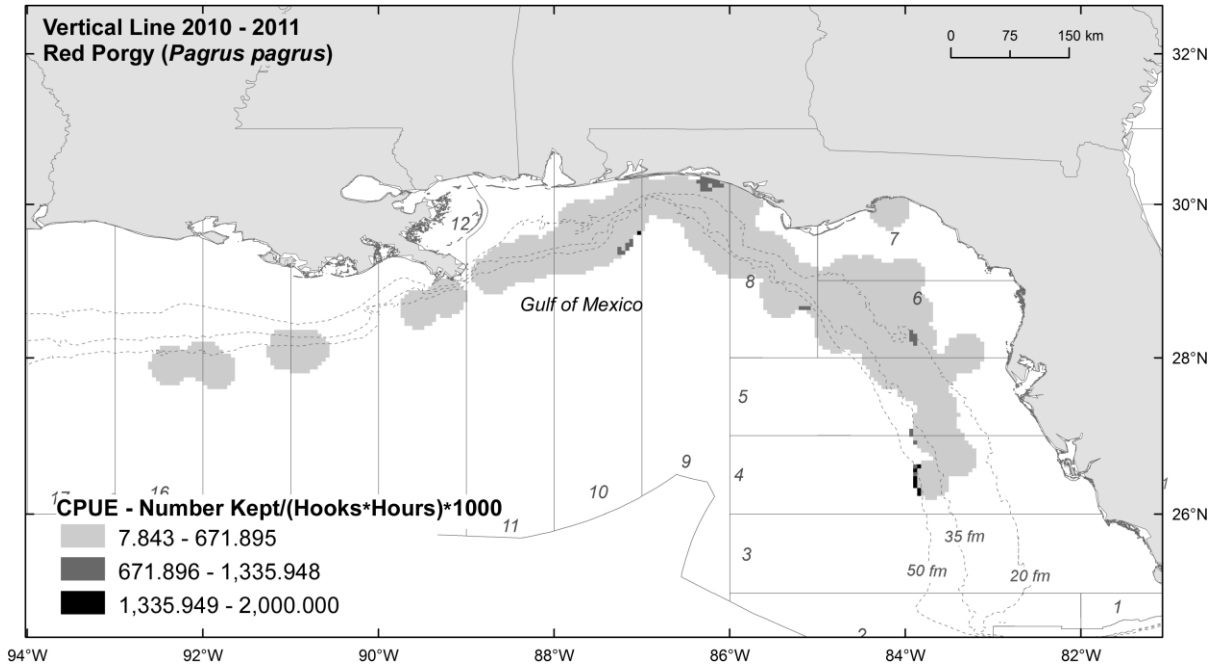 Vertical Line 2010 - 2011
Red Porgy (Pagrus pagrus)
0 75 150 km
32°N
30°N
28°N
26°N
12
7
8
6
Gulf of Mexico
5
4
9
10
11
17
16
3
35 fm
50 fm
20 fm
1
1
2
CPUE - Number Kept/(Hooks*Hours)*1000
7.843 - 671.895
671.896 - 1,335.948
1,335.949 - 2,000.000
94°W 92°W 90°W 88°W 86°W 84°W 82°W